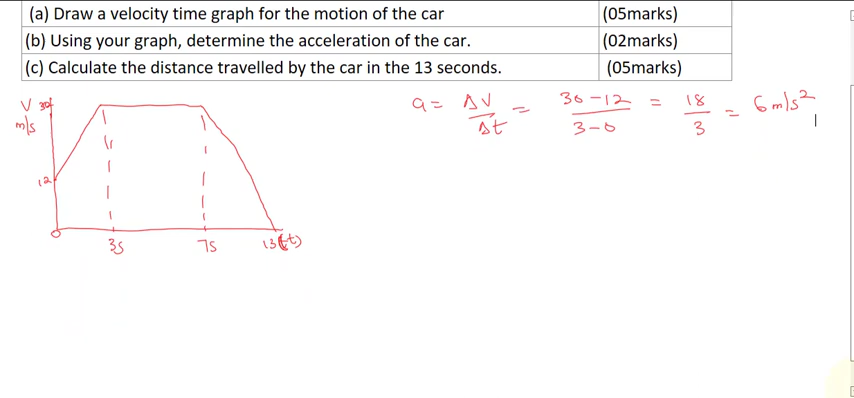 (a) Draw a velocity time graph for the motion of the car (05marks)
(b) Using your graph, determine the acceleration of the car. (02marks)
(c) Calculate the distance travelled by the car in the 13 seconds. (05marks)
V 30
m/s
12
0 3s 7s 13 (t)
a = ΔV/Δt = 30-12/3-0 = 18/3 = 6 m/s²